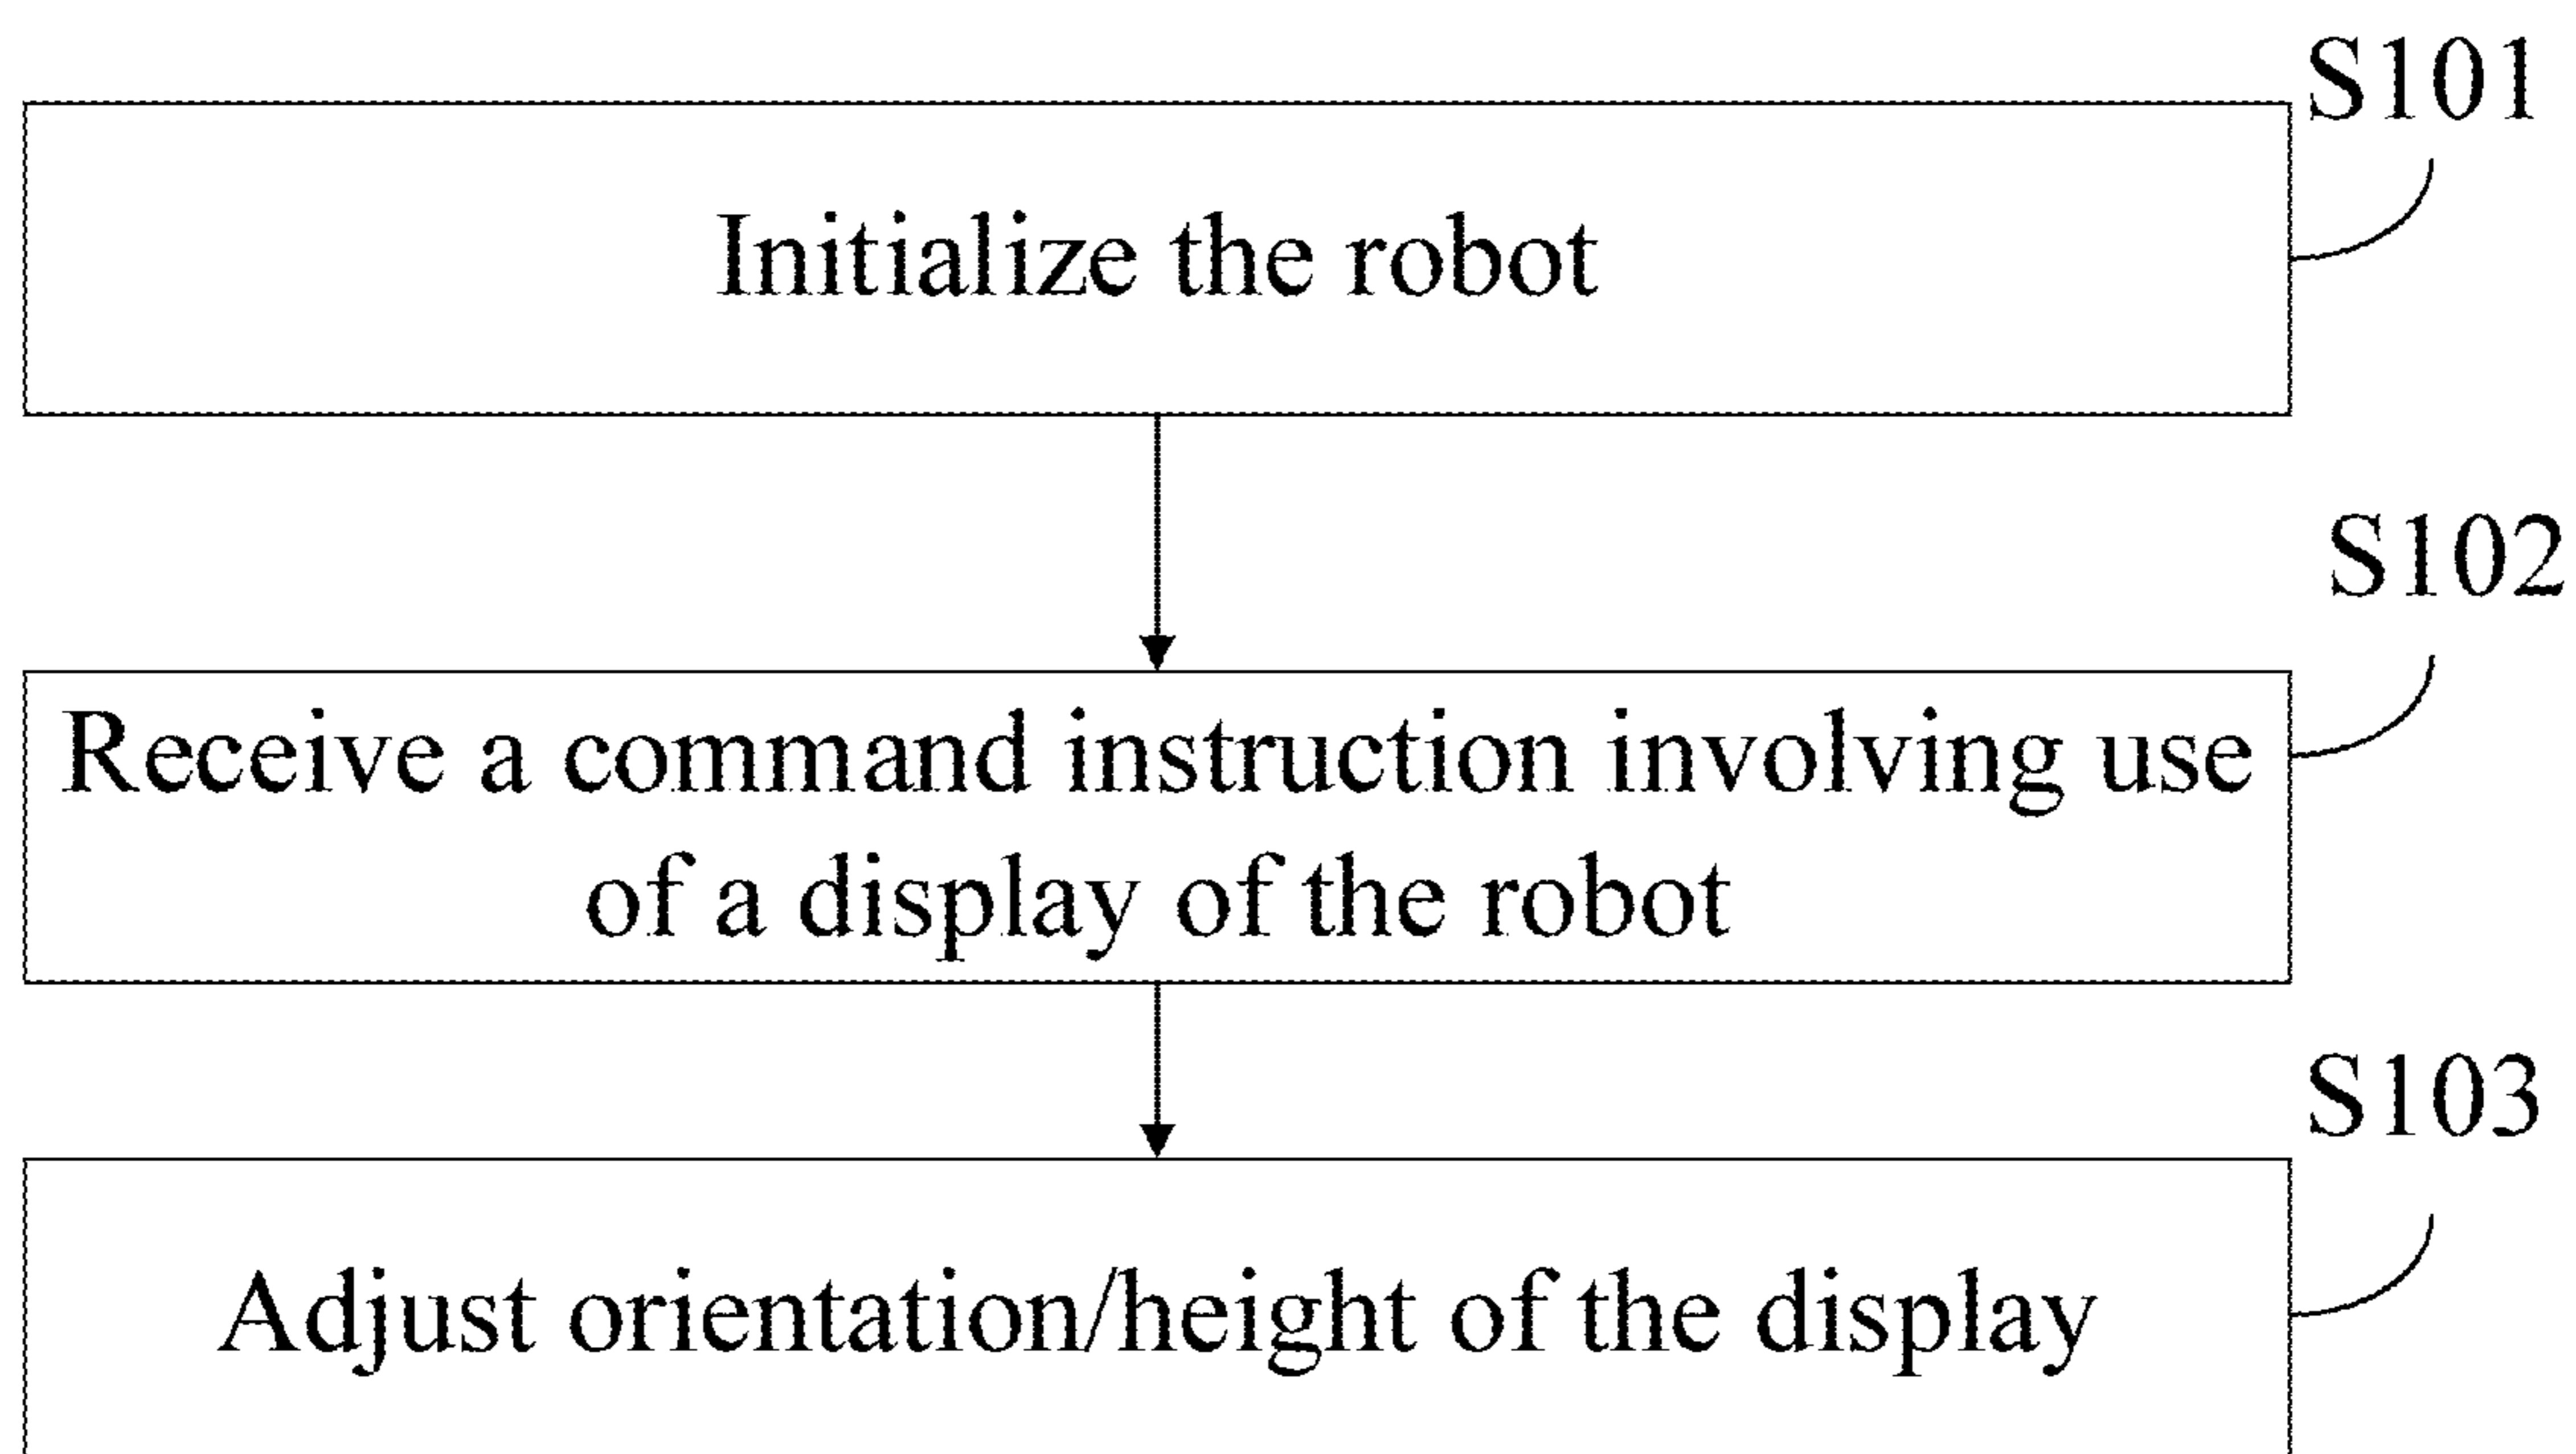 S101
Initialize the robot
S102
Receive a command instruction involving use
of a display of the robot
S103
Adjust orientation/height of the display